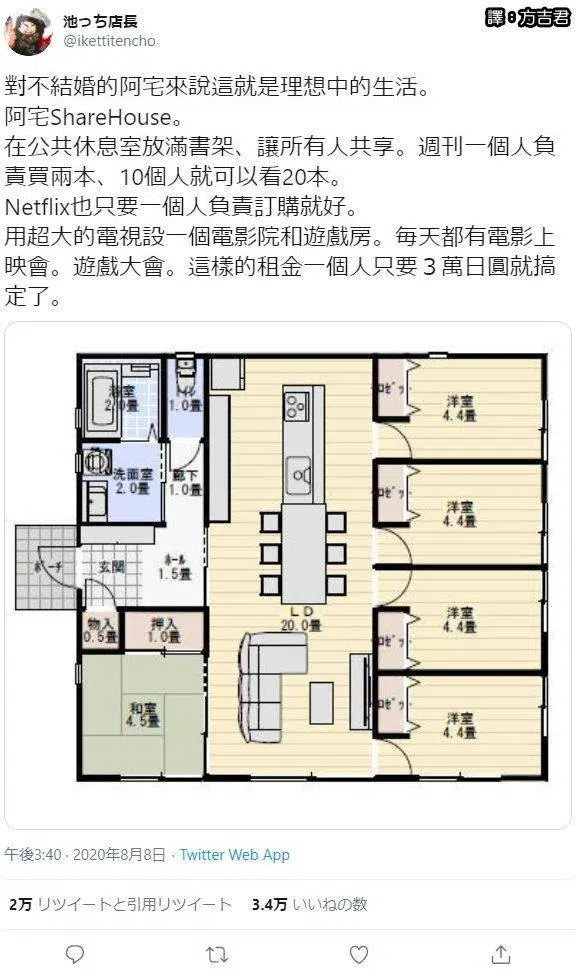 池っち店長
@ikettitencho
譯:方吉君
對不結婚的阿宅來說這就是理想中的生活。
阿宅ShareHouse。
在公共休息室放滿書架、讓所有人共享。週刊一個人負
責買兩本、10個人就可以看20本。
Netflix也只要一個人負責訂購就好。
用超大的電視設一個電影院和遊戲房。每天都有電影上
映會。遊戲大會。這樣的租金一個人只要３萬日圓就搞
定了。
浴室
2.0畳
トイレ
1.0畳
洗面室
2.0畳
廊下
1.0畳
ポーチ
玄関
ホール
1.5畳
物入
0.5畳
押入
1.0畳
和室
4.5畳
ＬＤ
20.0畳
ロゼッ
洋室
4.4畳
ロゼッ
洋室
4.4畳
洋室
4.4畳
ロゼッ
ロゼッ
洋室
4.4畳
午後3:40 · 2020年8月8日 · Twitter Web App
2万 リツイートと引用リツイート 3.4万 いいねの数